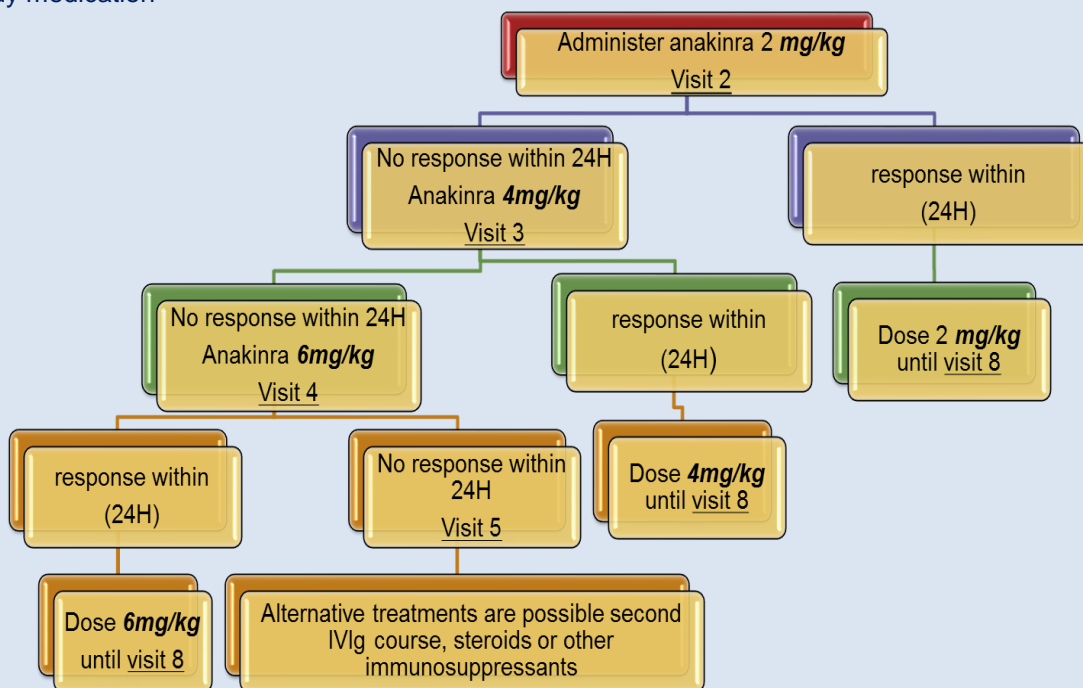 medication
Administer anakinra 2 mg/kg
Visit 2
No response within 24H
Anakinra 4mg/kg
Visit 3
response within
(24H)
No response within 24H
Anakinra 6mg/kg
Visit 4
response within
(24H)
Dose 2 mg/kg
until visit 8
response within
(24H)
No response within
24H
Visit 5
Dose 4mg/kg
until visit 8
Dose 6mg/kg
until visit 8
Alternative treatments are possible second
IVIg course, steroids or other
immunosuppressants